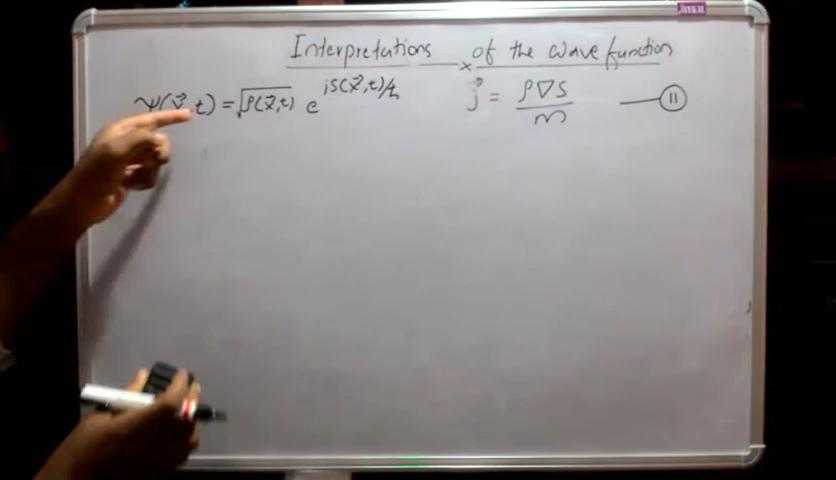 Interpretations of the wave function
ψ(x⃗, t) = √ρ(x⃗,t) e^{iS(x⃗,t)/ħ} j⃗ = ρ∇S/m 11